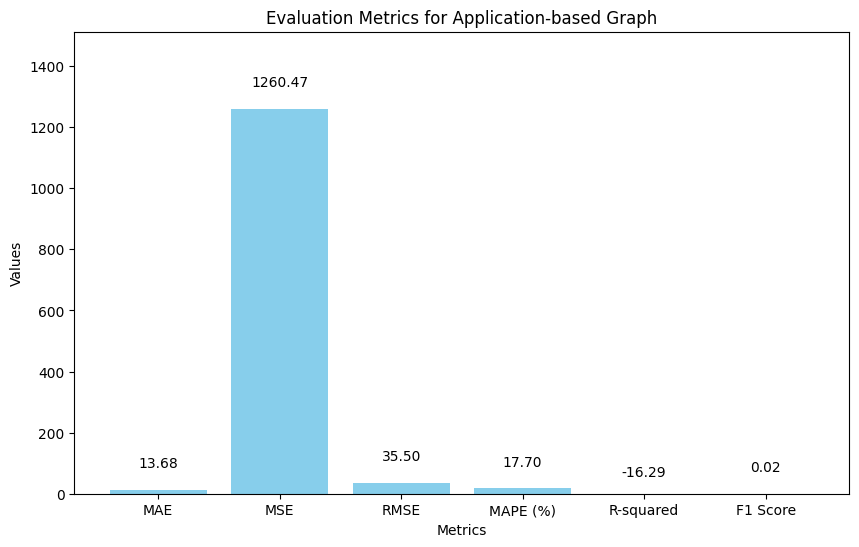 Evaluation Metrics for Application-based Graph
1400
1200
1000
800
600
400
200
0
Values
13.68
1260.47
35.50
17.70
-16.29
0.02
MAE
MSE
RMSE
MAPE (%)
R-squared
F1 Score
Metrics